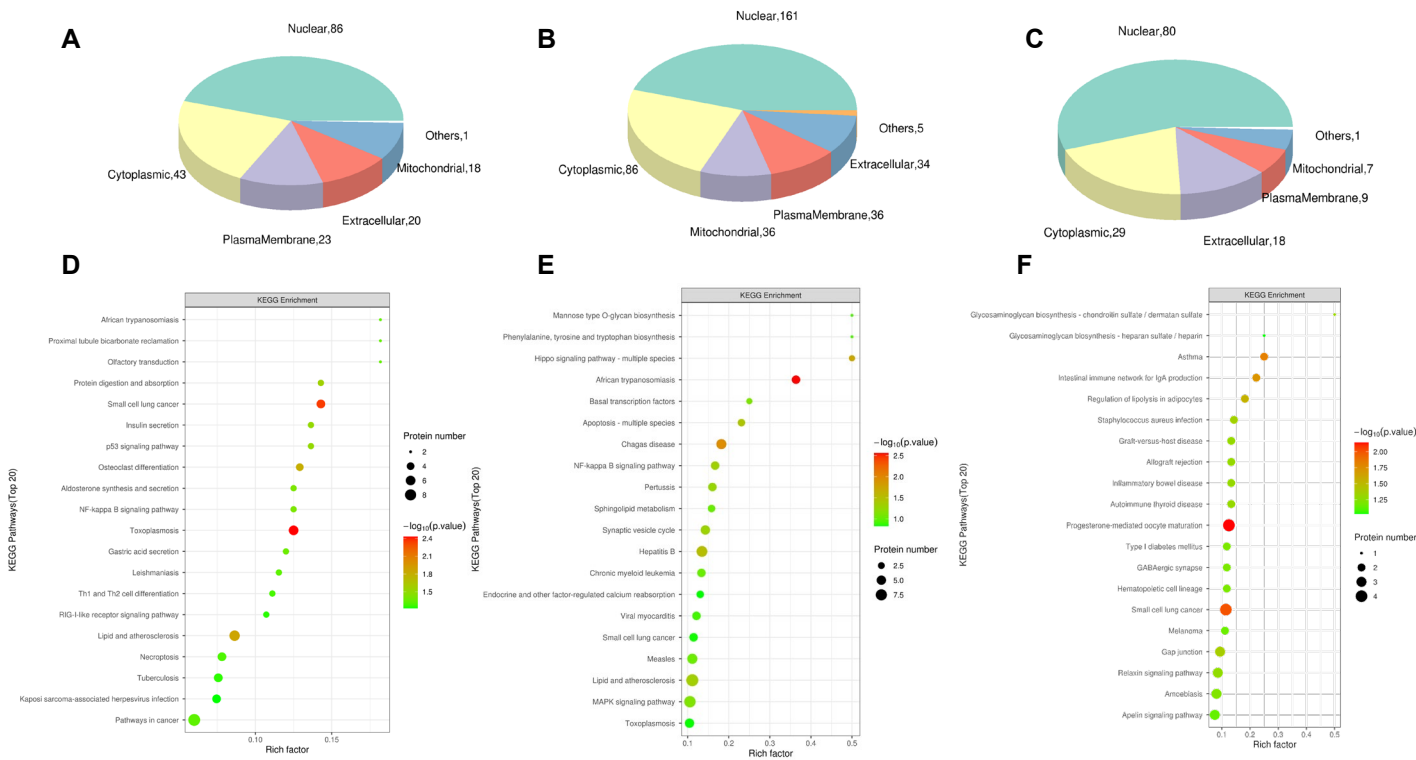 A
Nuclear,86
Others,1
Mitochondrial,18
Cytoplasmic,43
Extracellular,20
PlasmaMembrane,23
B
Nuclear,161
Others,5
Extracellular,34
Cytoplasmic,86
PlasmaMembrane,36
Mitochondrial,36
C
Nuclear,80
Others,1
Mitochondrial,7
PlasmaMembrane,9
Cytoplasmic,29
Extracellular,18
D
KEGG Enrichment
KEGG Pathways(Top 20)
African trypanosomiasis
Proximal tubule bicarbonate reclamation
Olfactory transduction
Protein digestion and absorption
Small cell lung cancer
Insulin secretion
p53 signaling pathway
Osteoclast differentiation
Aldosterone synthesis and secretion
NF-kappa B signaling pathway
Toxoplasmosis
Gastric acid secretion
Leishmaniasis
Th1 and Th2 cell differentiation
RIG-I-like receptor signaling pathway
Lipid and atherosclerosis
Necroptosis
Tuberculosis
Kaposi sarcoma-associated herpesvirus infection
Pathways in cancer
0.10 0.15
Rich factor
Protein number
2
4
6
8
−log10(p.value)
2.4
2.1
1.8
1.5
E
KEGG Enrichment
KEGG Pathways(Top 20)
Mannose type O-glycan biosynthesis
Phenylalanine, tyrosine and tryptophan biosynthesis
Hippo signaling pathway - multiple species
African trypanosomiasis
Basal transcription factors
Apoptosis - multiple species
Chagas disease
NF-kappa B signaling pathway
Pertussis
Sphingolipid metabolism
Synaptic vesicle cycle
Hepatitis B
Chronic myeloid leukemia
Endocrine and other factor-regulated calcium reabsorption
Viral myocarditis
Small cell lung cancer
Measles
Lipid and atherosclerosis
MAPK signaling pathway
Toxoplasmosis
0.1 0.2 0.3 0.4 0.5
Rich factor
−log10(p.value)
2.5
2.0
1.5
1.0
Protein number
2.5
5.0
7.5
F
KEGG Enrichment
KEGG Pathways(Top 20)
Glycosaminoglycan biosynthesis - chondroitin sulfate / dermatan sulfate
Glycosaminoglycan biosynthesis - heparan sulfate / heparin
Asthma
Intestinal immune network for IgA production
Regulation of lipolysis in adipocytes
Staphylococcus aureus infection
Graft-versus-host disease
Allograft rejection
Inflammatory bowel disease
Autoimmune thyroid disease
Progesterone-mediated oocyte maturation
Type I diabetes mellitus
GABAergic synapse
Hematopoietic cell lineage
Small cell lung cancer
Melanoma
Gap junction
Relaxin signaling pathway
Amoebiasis
Apelin signaling pathway
0.1 0.2 0.3 0.4 0.5
Rich factor
−log10(p.value)
2.00
1.75
1.50
1.25
Protein number
1
2
3
4